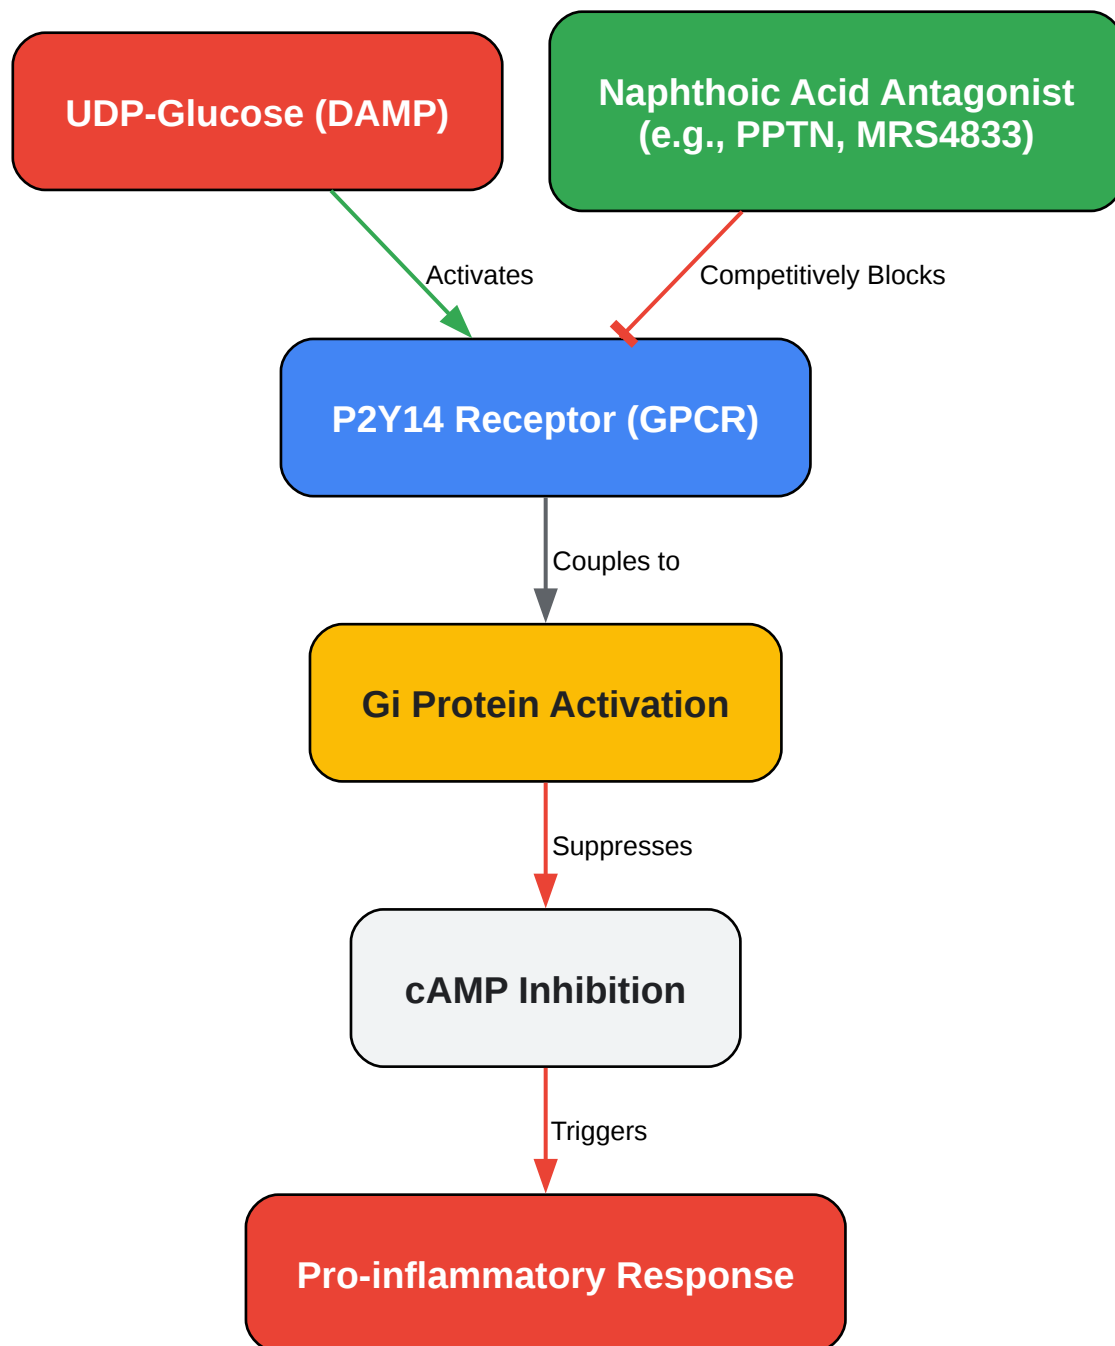 UDP-Glucose (DAMP)
Naphthoic Acid Antagonist
(e.g., PPTN, MRS4833)
Activates
Competitively Blocks
P2Y14 Receptor (GPCR)
Couples to
Gi Protein Activation
Suppresses
cAMP Inhibition
Triggers
Pro-inflammatory Response